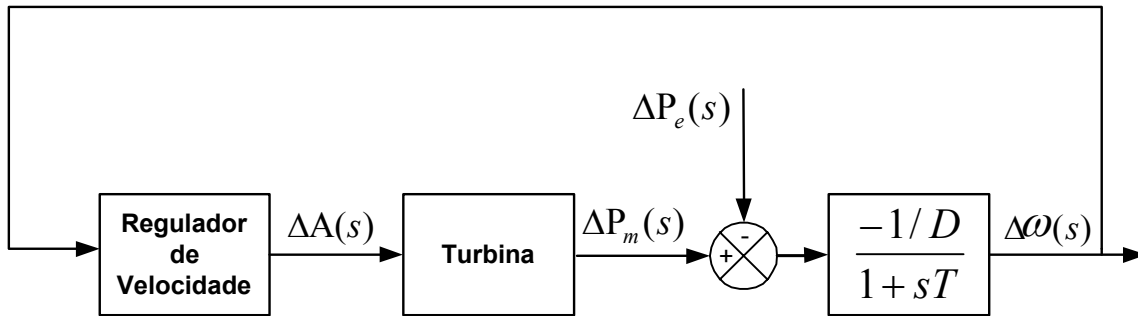 ΔP_e(s)
Regulador
de
Velocidade
ΔA(s)
Turbina
ΔP_m(s)
-
+
-1/D
1+sT
Δω(s)